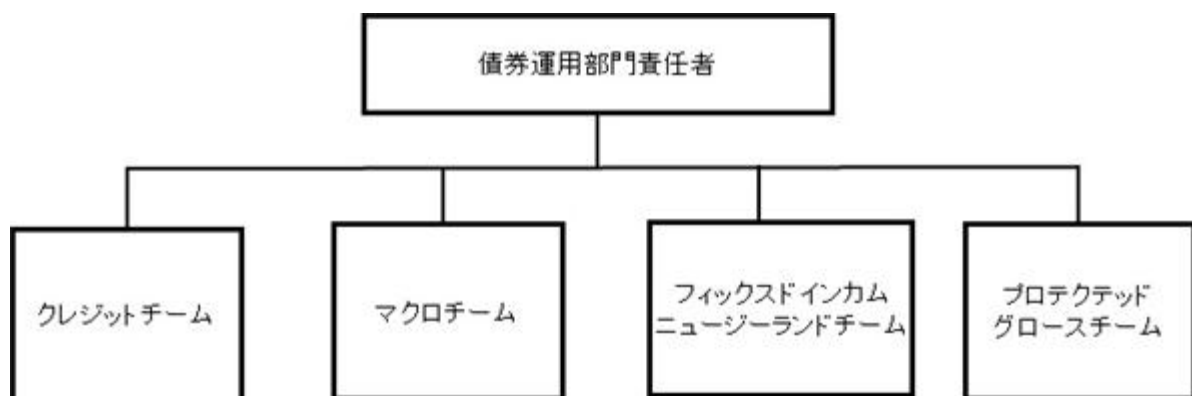 債券運用部門責任者
クレジットチーム
マクロチーム
フィックスドインカム
ニュージーランドチーム
プロテクテッド
グロースチーム